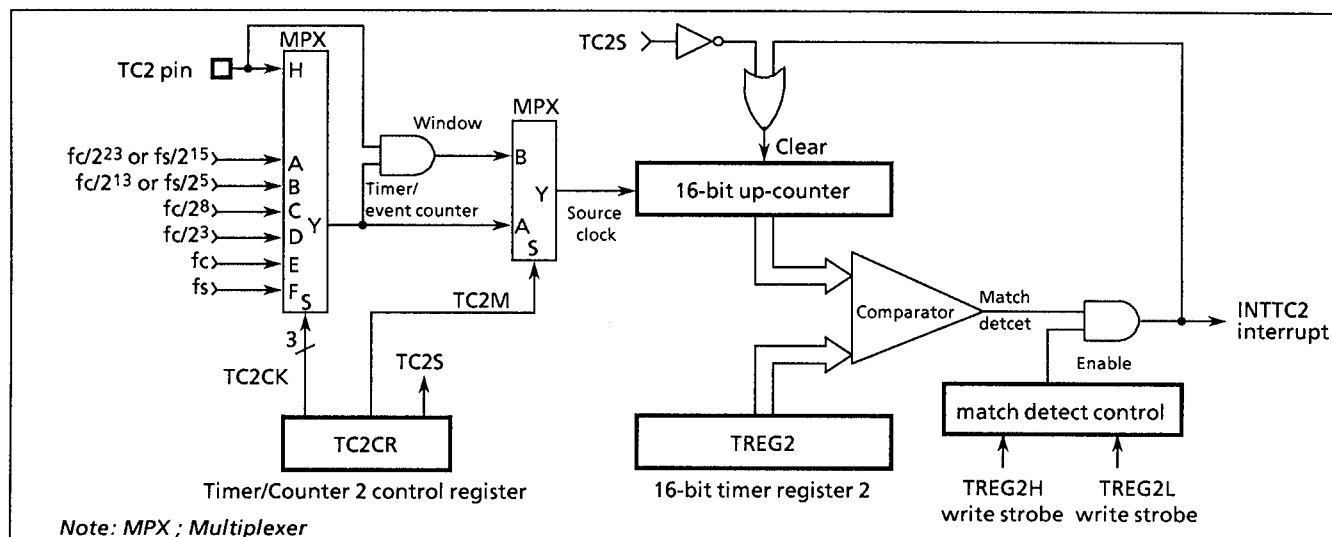 MPX
TC2 pin
H
fc/2²³ or fs/2¹⁵
A
fc/2¹³ or fs/2⁵
B
fc/2⁸
C
fc/2³
D
fc
E
fs
F
Y
S
3
TC2CK
Window
Timer/
event counter
MPX
B
Y
A
S
TC2M
TC2S
Source
clock
TC2S
Clear
16-bit up-counter
Comparator
Match
detcet
Enable
INTTC2
interrupt
match detect control
TREG2H
write strobe
TREG2L
write strobe
TC2CR
Timer/Counter 2 control register
TREG2
16-bit timer register 2
Note: MPX ; Multiplexer